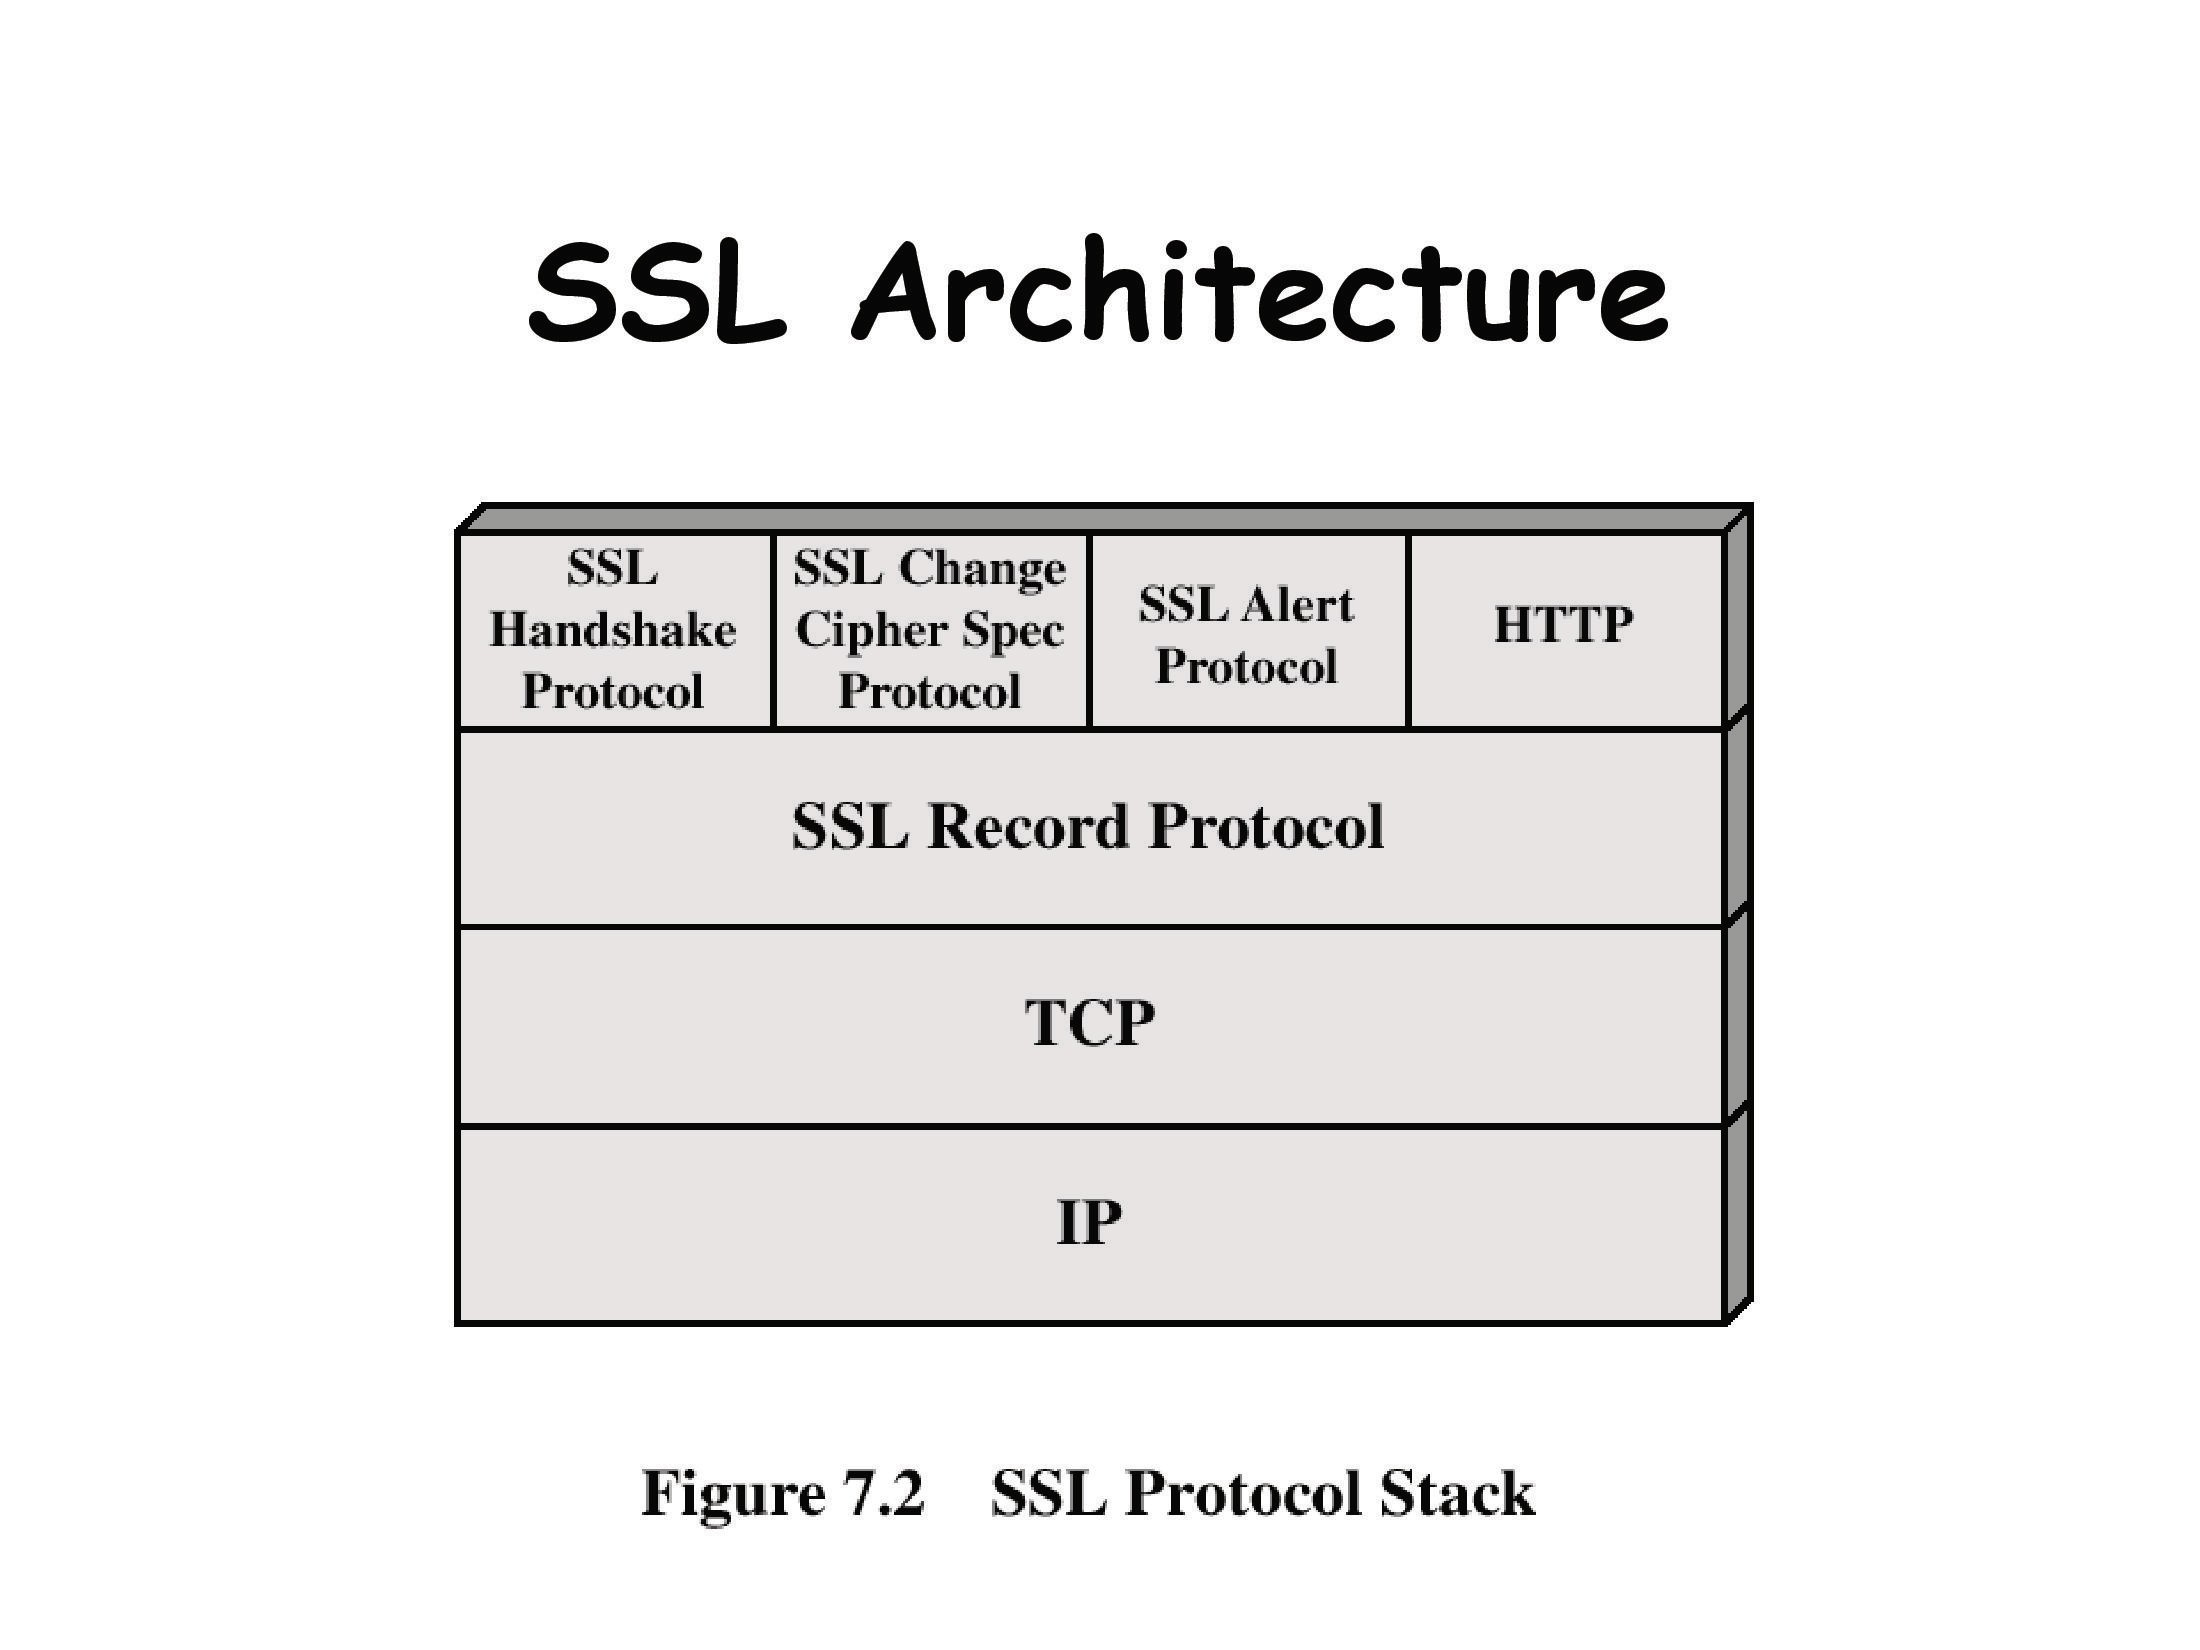 SSL Architecture
SSL
Handshake
Protocol
SSL Change
Cipher Spec
Protocol
SSL Alert
Protocol
HTTP
SSL Record Protocol
TCP
IP
Figure 7.2 SSL Protocol Stack